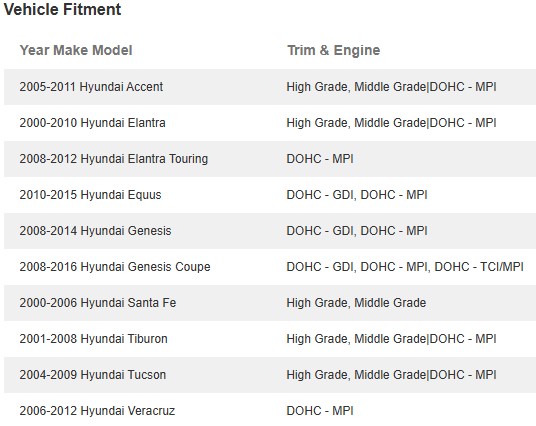 Vehicle Fitment
Year Make Model Trim & Engine
2005-2011 Hyundai Accent High Grade, Middle Grade|DOHC - MPI
2000-2010 Hyundai Elantra High Grade, Middle Grade|DOHC - MPI
2008-2012 Hyundai Elantra Touring DOHC - MPI
2010-2015 Hyundai Equus DOHC - GDI, DOHC - MPI
2008-2014 Hyundai Genesis DOHC - GDI, DOHC - MPI
2008-2016 Hyundai Genesis Coupe DOHC - GDI, DOHC - MPI, DOHC - TCI/MPI
2000-2006 Hyundai Santa Fe High Grade, Middle Grade
2001-2008 Hyundai Tiburon High Grade, Middle Grade|DOHC - MPI
2004-2009 Hyundai Tucson High Grade, Middle Grade|DOHC - MPI
2006-2012 Hyundai Veracruz DOHC - MPI